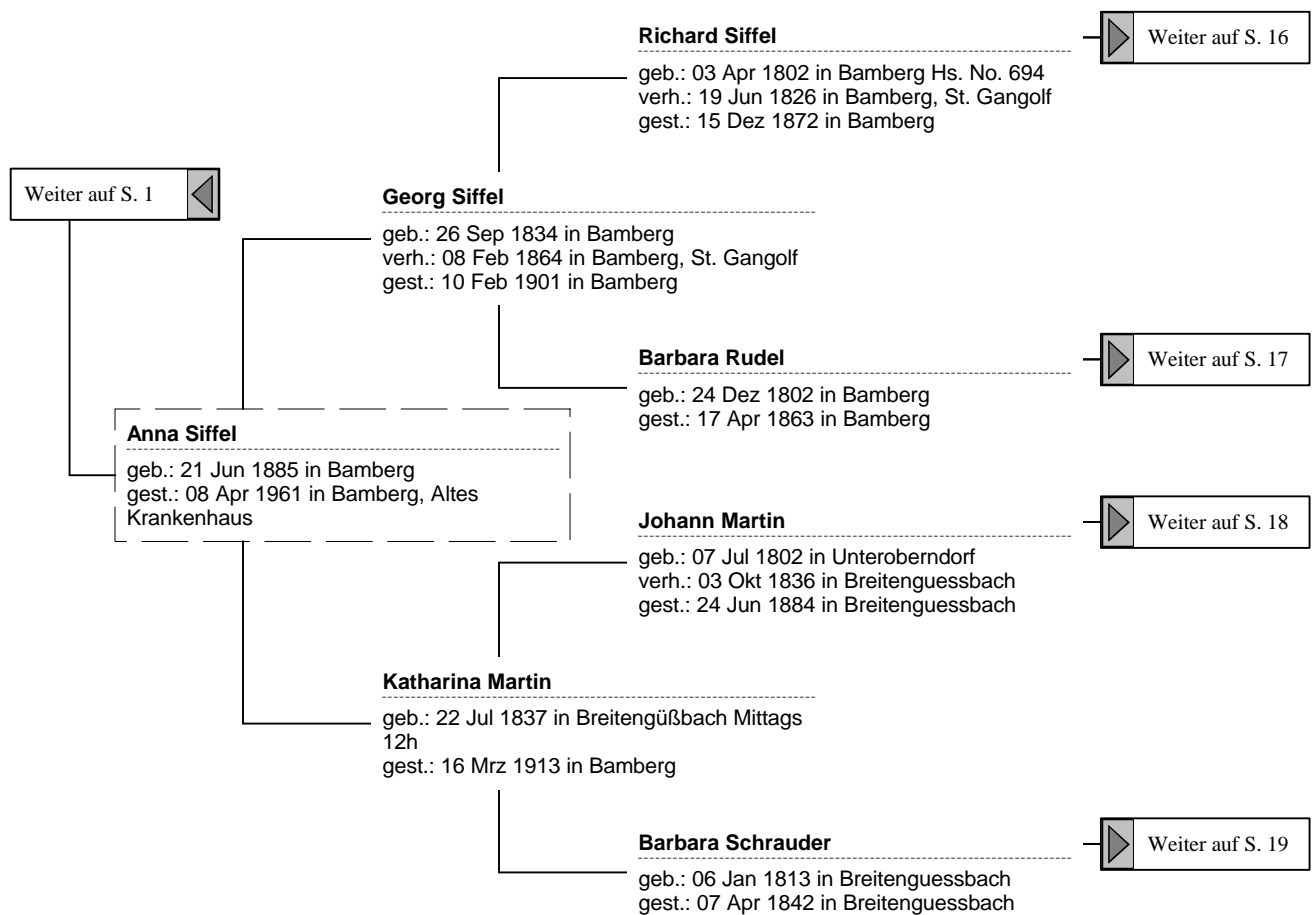 Richard Siffel
geb.: 03 Apr 1802 in Bamberg Hs. No. 694
verh.: 19 Jun 1826 in Bamberg, St. Gangolf
gest.: 15 Dez 1872 in Bamberg
Weiter auf S. 16
Weiter auf S. 1
Georg Siffel
geb.: 26 Sep 1834 in Bamberg
verh.: 08 Feb 1864 in Bamberg, St. Gangolf
gest.: 10 Feb 1901 in Bamberg
Barbara Rudel
geb.: 24 Dez 1802 in Bamberg
gest.: 17 Apr 1863 in Bamberg
Weiter auf S. 17
Anna Siffel
geb.: 21 Jun 1885 in Bamberg
gest.: 08 Apr 1961 in Bamberg, Altes
Krankenhaus
Johann Martin
geb.: 07 Jul 1802 in Unteroberndorf
verh.: 03 Okt 1836 in Breitenguessbach
gest.: 24 Jun 1884 in Breitenguessbach
Weiter auf S. 18
Katharina Martin
geb.: 22 Jul 1837 in Breitengüßbach Mittags
12h
gest.: 16 Mrz 1913 in Bamberg
Barbara Schrauder
geb.: 06 Jan 1813 in Breitenguessbach
gest.: 07 Apr 1842 in Breitenguessbach
Weiter auf S. 19